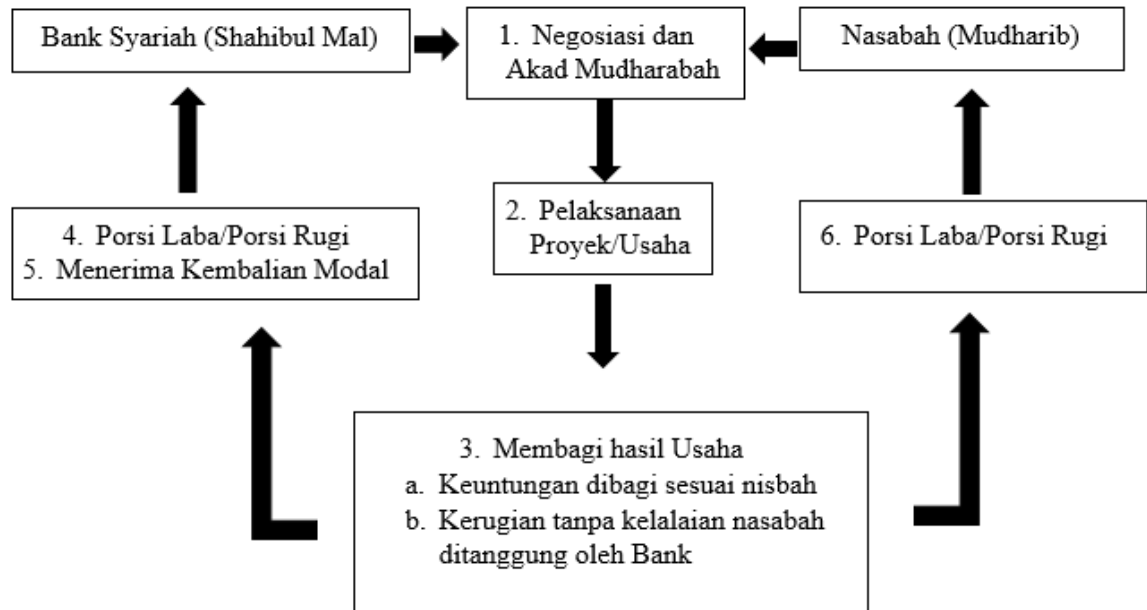 Bank Syariah (Shahibul Mal)
1. Negosiasi dan
Akad Mudharabah
Nasabah (Mudharib)
2. Pelaksanaan
Proyek/Usaha
4. Porsi Laba/Porsi Rugi
5. Menerima Kembalian Modal
6. Porsi Laba/Porsi Rugi
3. Membagi hasil Usaha
a. Keuntungan dibagi sesuai nisbah
b. Kerugian tanpa kelalaian nasabah
ditanggung oleh Bank